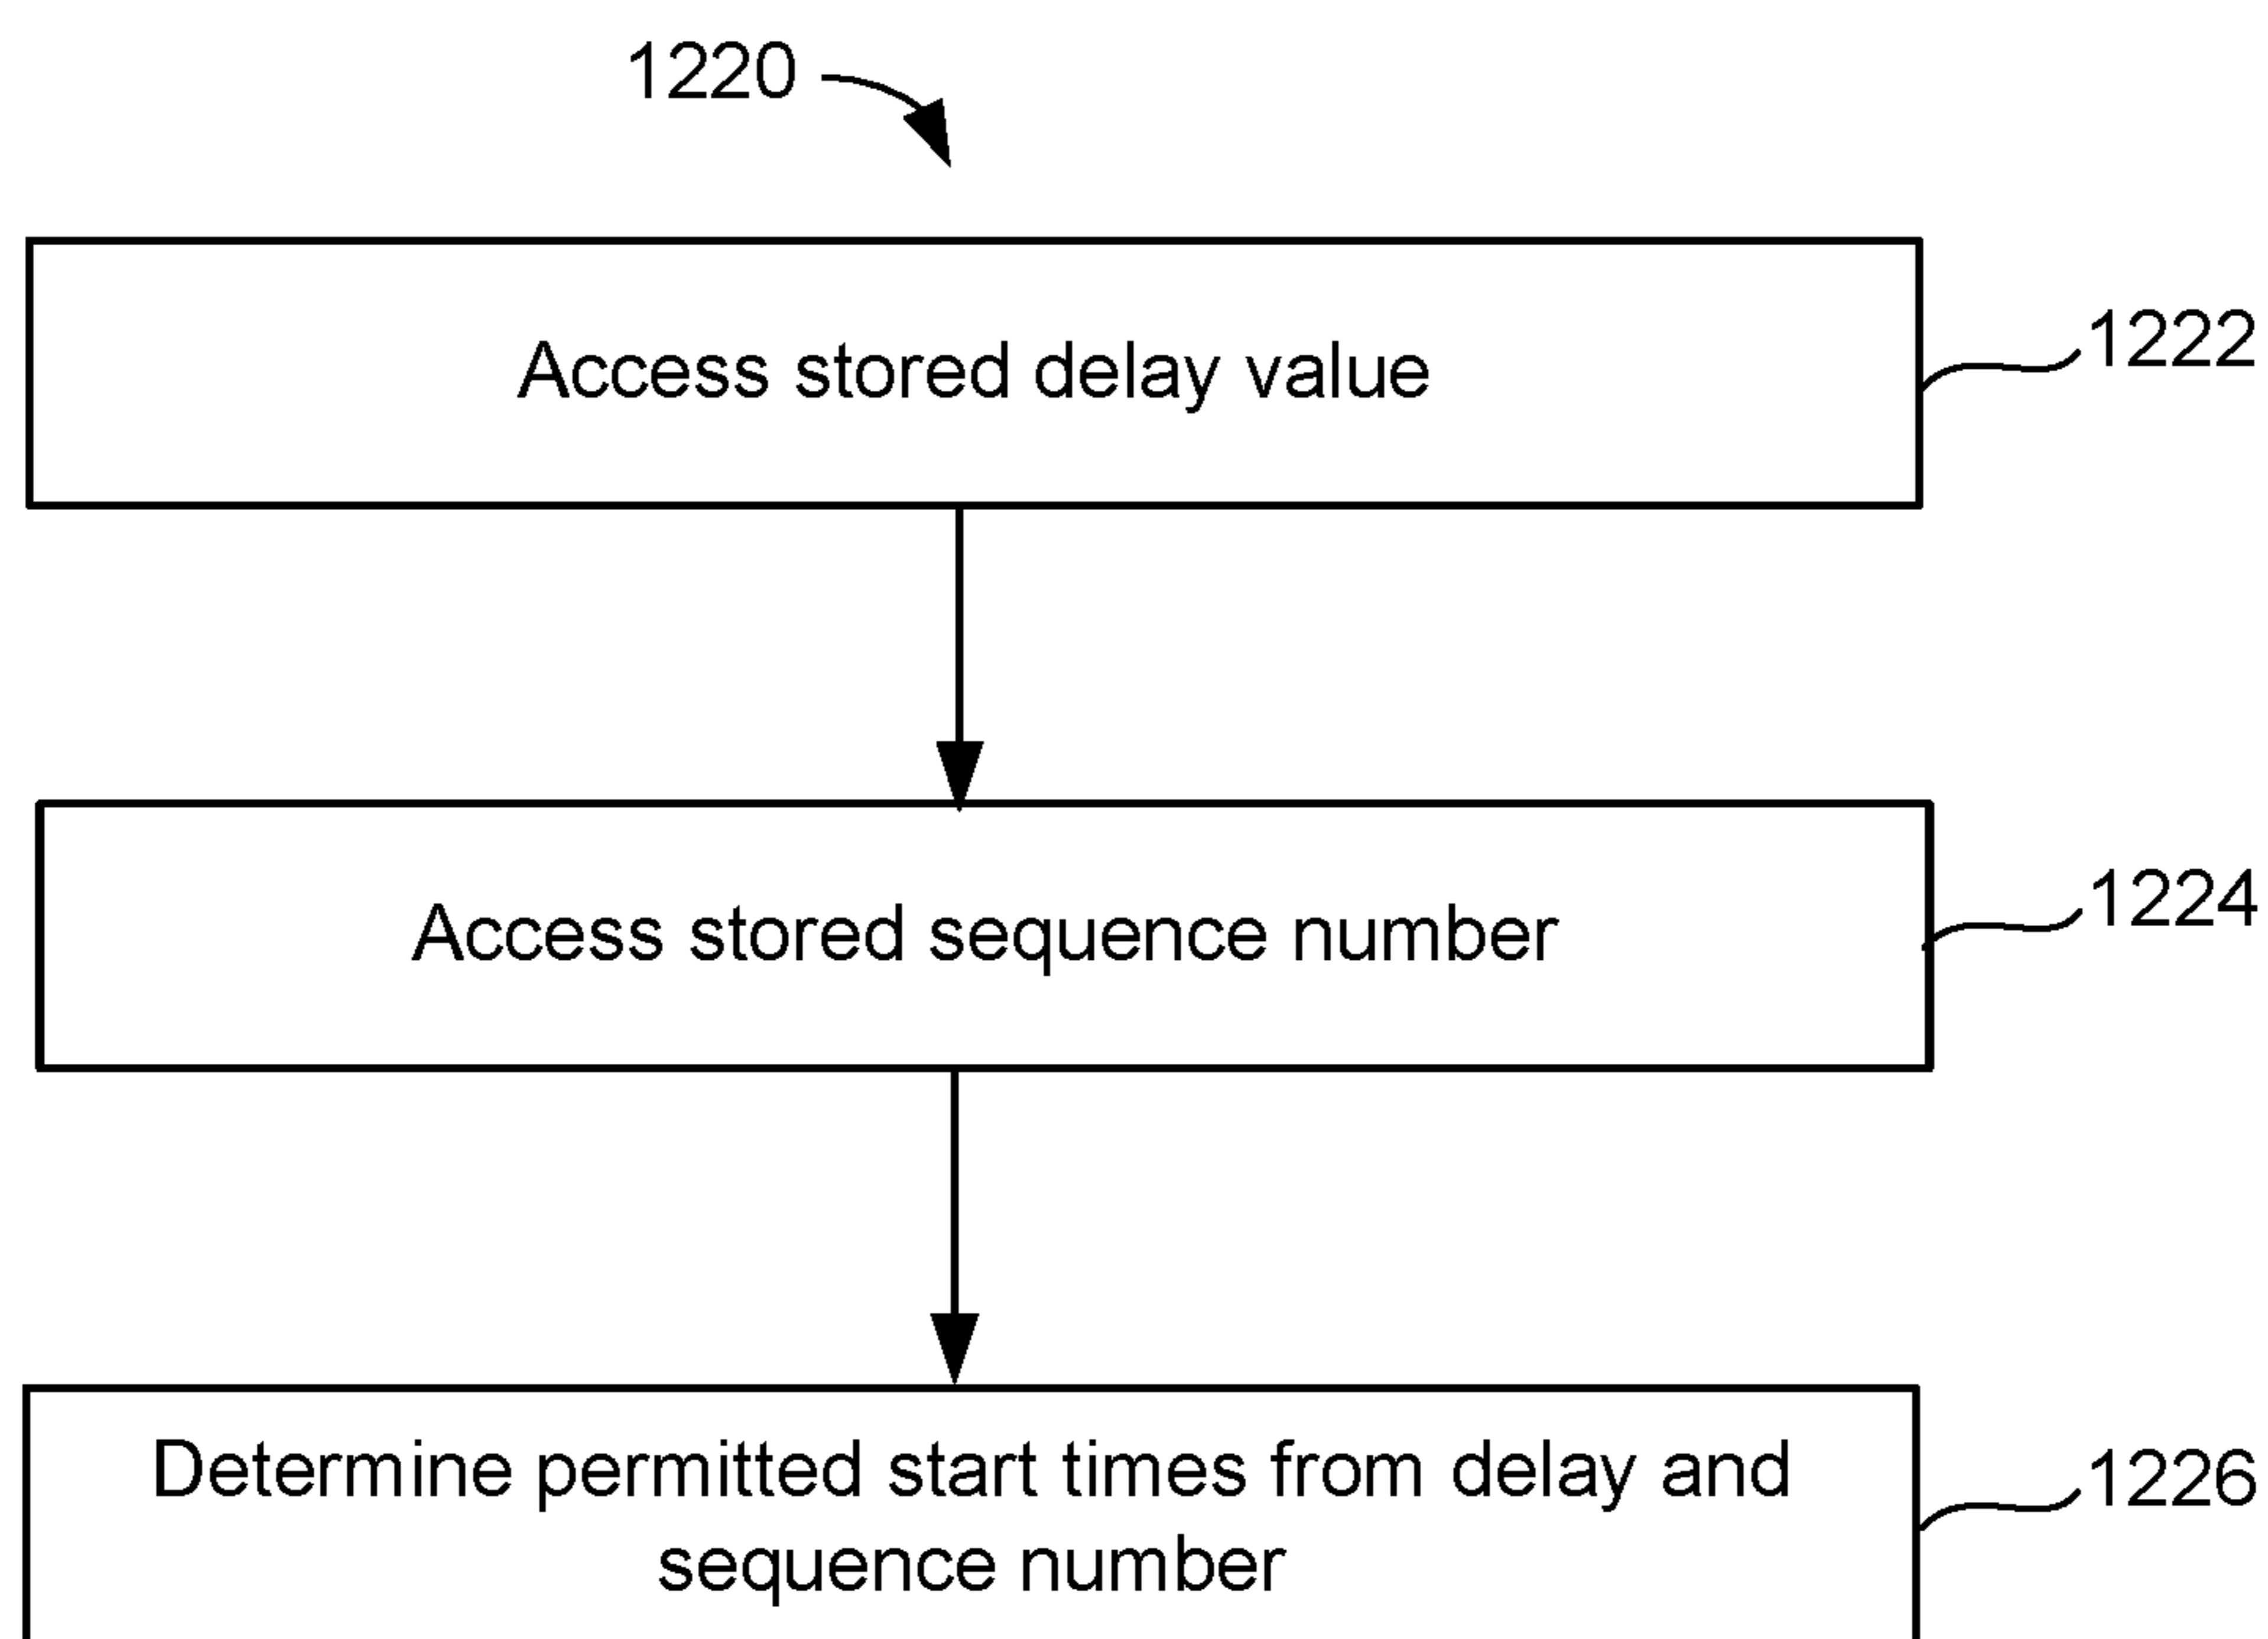 1220
Access stored delay value
1222
Access stored sequence number
1224
Determine permitted start times from delay and
sequence number
1226